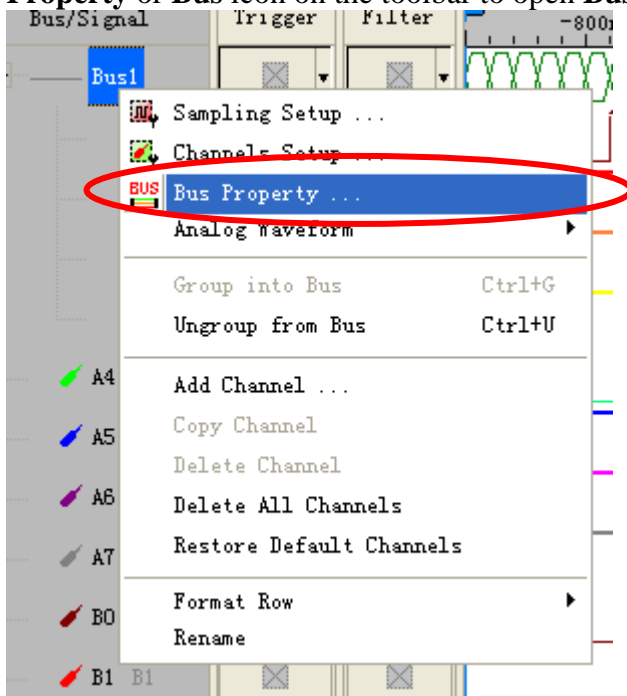 Property or Bus icon on the toolbar to open Bus
Bus/Signal Trigger Filter -800
Bus1
Sampling Setup ...
Channels Setup ...
BUS Bus Property ...
Analog Waveform
Group into Bus Ctrl+G
Ungroup from Bus Ctrl+U
A4
Add Channel ...
A5
Copy Channel
Delete Channel
A6
Delete All Channels
A7
Restore Default Channels
B0
Format Row
Rename
B1 B1